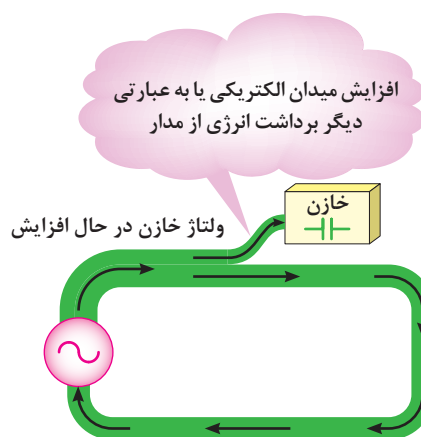 افزایش میدان الکتریکی یا به عبارتی
دیگر برداشت انرژی از مدار
خازن
ولتاژ خازن در حال افزایش